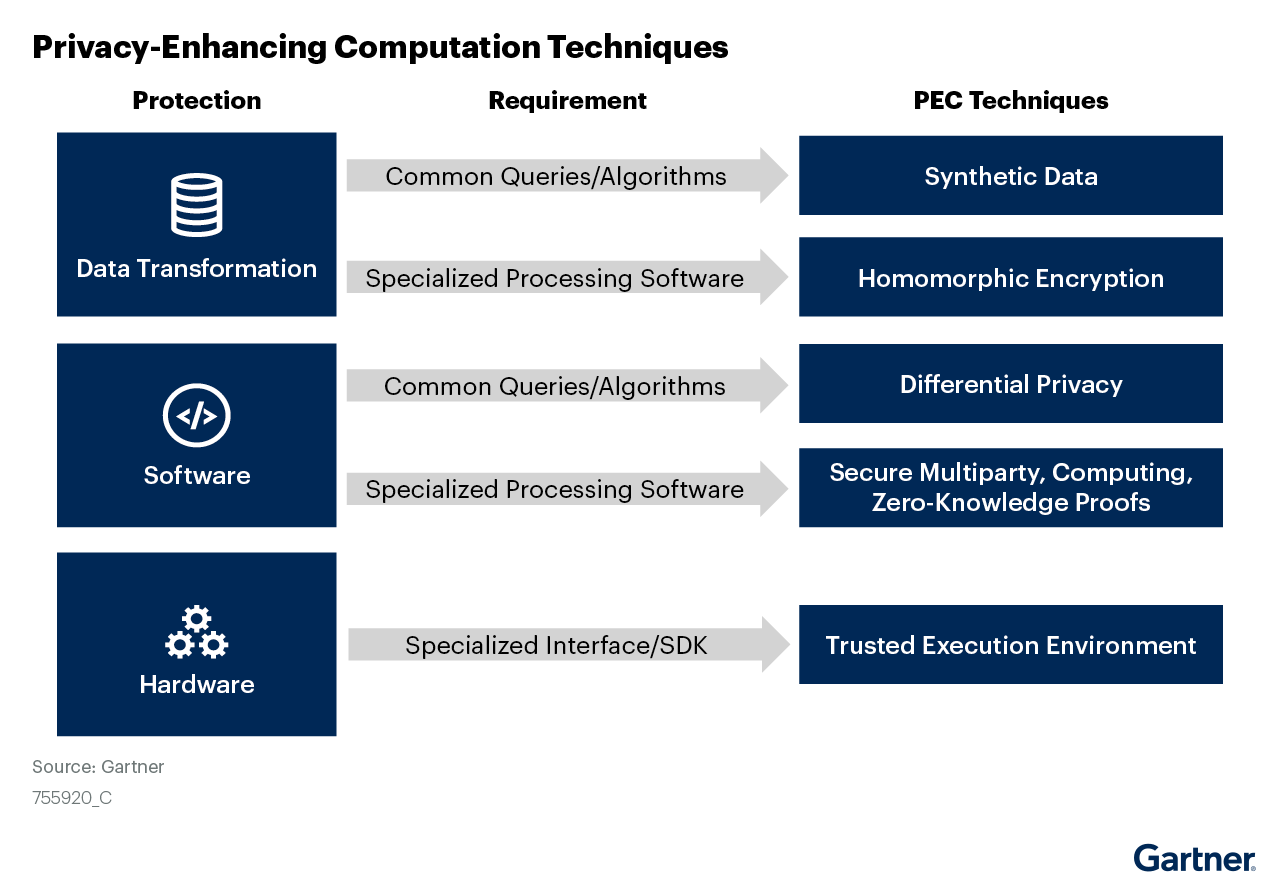 Privacy-Enhancing Computation Techniques
Protection
Requirement
PEC Techniques
Data Transformation
Common Queries/Algorithms
Synthetic Data
Specialized Processing Software
Homomorphic Encryption
</>
Software
Common Queries/Algorithms
Differential Privacy
Specialized Processing Software
Secure Multiparty, Computing,
Zero-Knowledge Proofs
Hardware
Specialized Interface/SDK
Trusted Execution Environment
Source: Gartner
755920_C
Gartner®